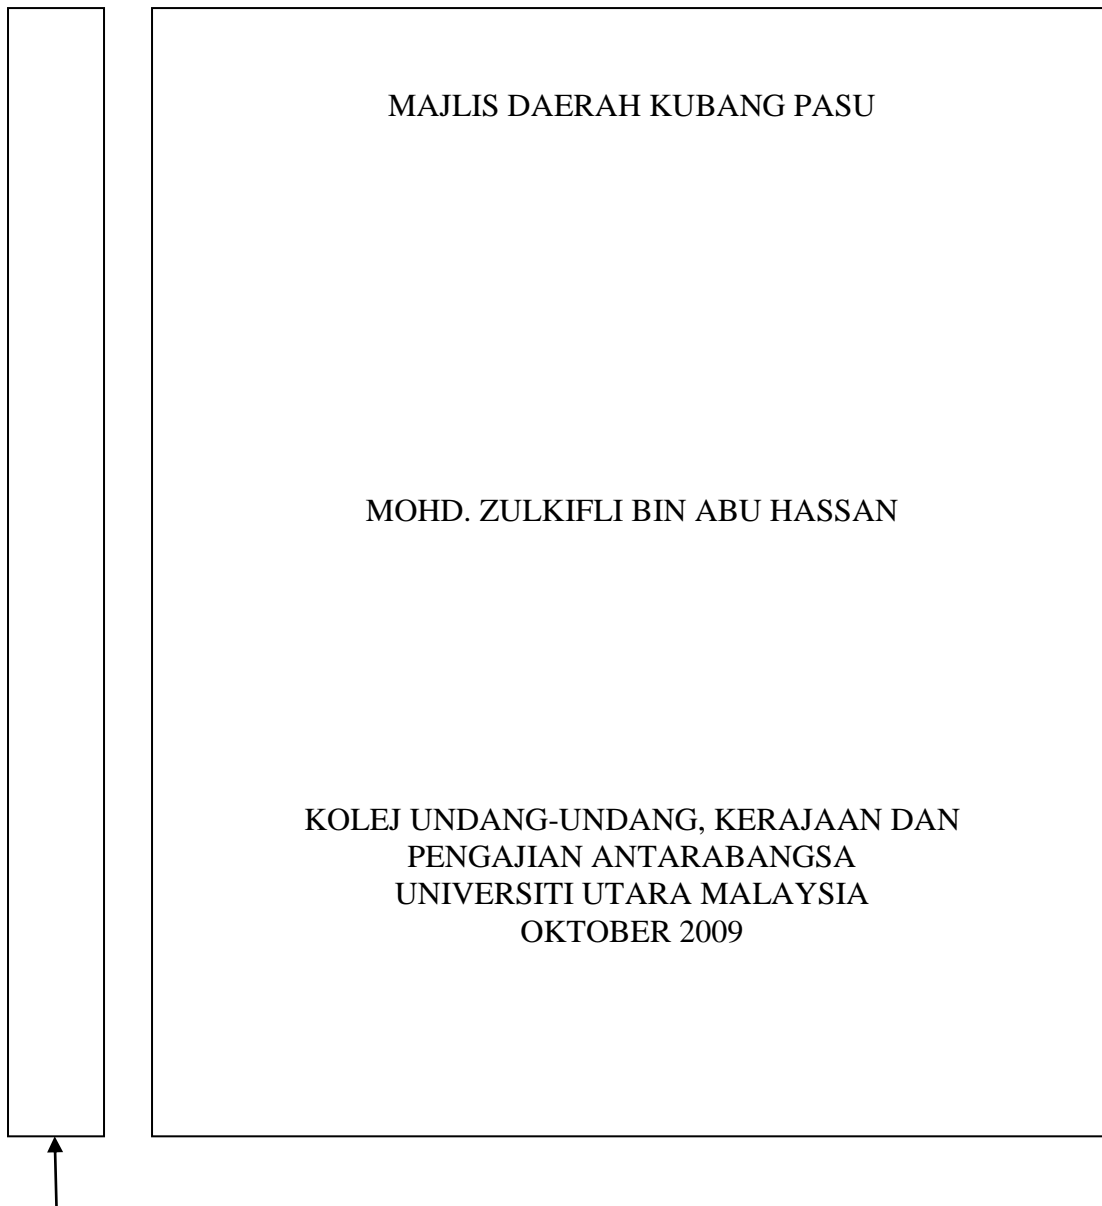 MAJLIS DAERAH KUBANG PASU
MOHD. ZULKIFLI BIN ABU HASSAN
KOLEJ UNDANG-UNDANG, KERAJAAN DAN
PENGAJIAN ANTARABANGSA
UNIVERSITI UTARA MALAYSIA
OKTOBER 2009